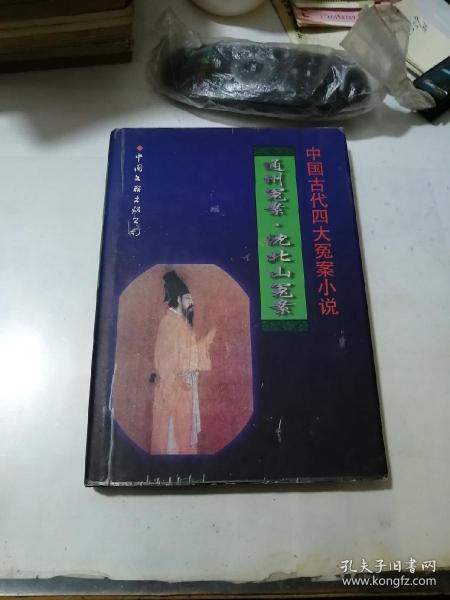 中国古代四大冤案小说
通州冤案·沈北山冤案
中国文联出版公司
孔夫子旧书网
www.kongfz.com